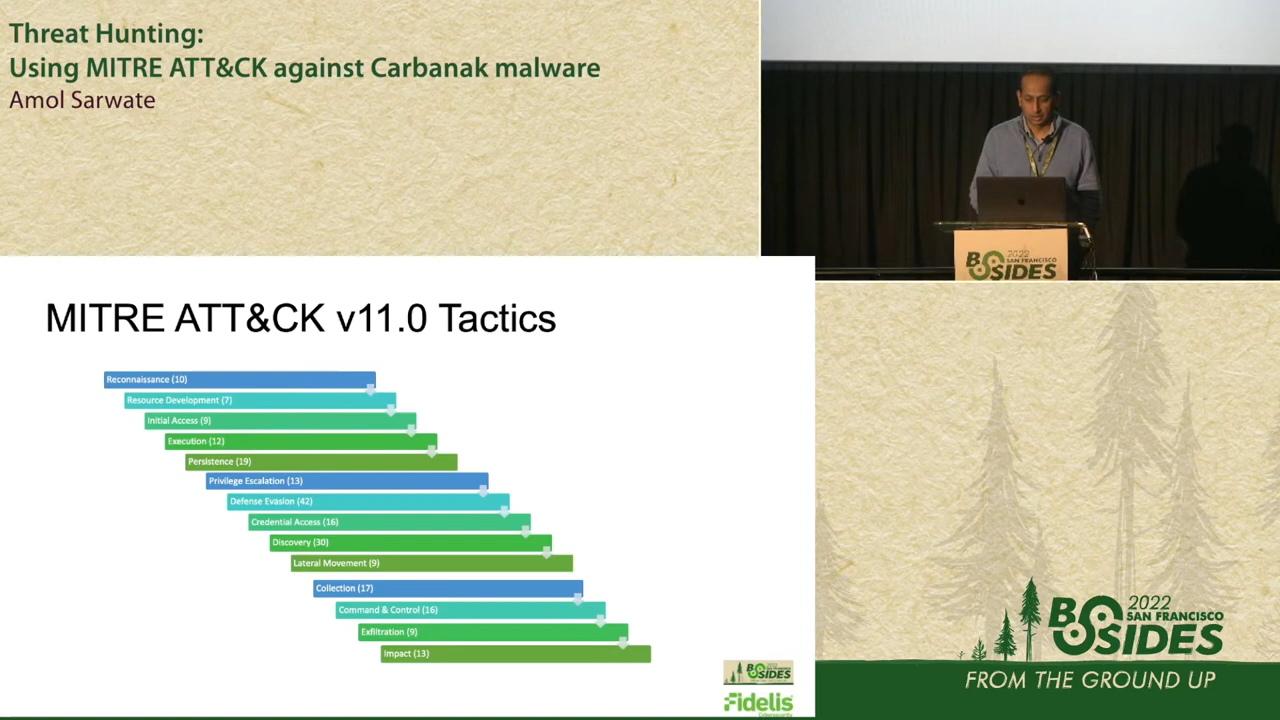 Threat Hunting:
Using MITRE ATT&CK against Carbanak malware
Amol Sarwate
2022
SAN FRANCISCO
BSIDES
MITRE ATT&CK v11.0 Tactics
Reconnaissance (10)
Resource Development (7)
Initial Access (9)
Execution (12)
Persistence (19)
Privilege Escalation (13)
Defense Evasion (42)
Credential Access (16)
Discovery (30)
Lateral Movement (9)
Collection (17)
Command & Control (16)
Exfiltration (9)
Impact (13)
BSIDES
Fidelis
Cybersecurity
2022
SAN FRANCISCO
BSIDES
FROM THE GROUND UP